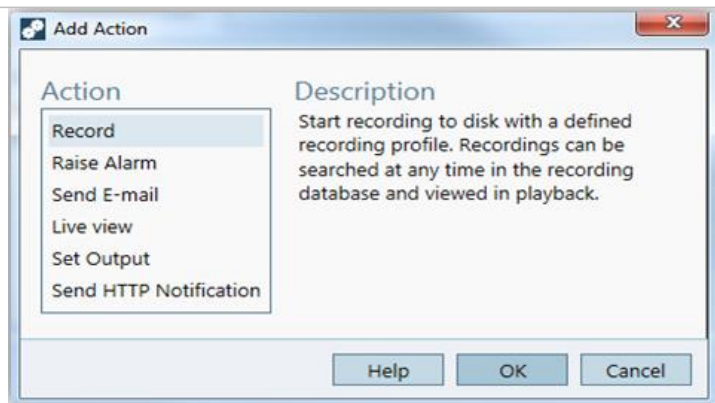 Add Action
Action
Record
Raise Alarm
Send E-mail
Live view
Set Output
Send HTTP Notification
Description
Start recording to disk with a defined
recording profile. Recordings can be
searched at any time in the recording
database and viewed in playback.
Help
OK
Cancel